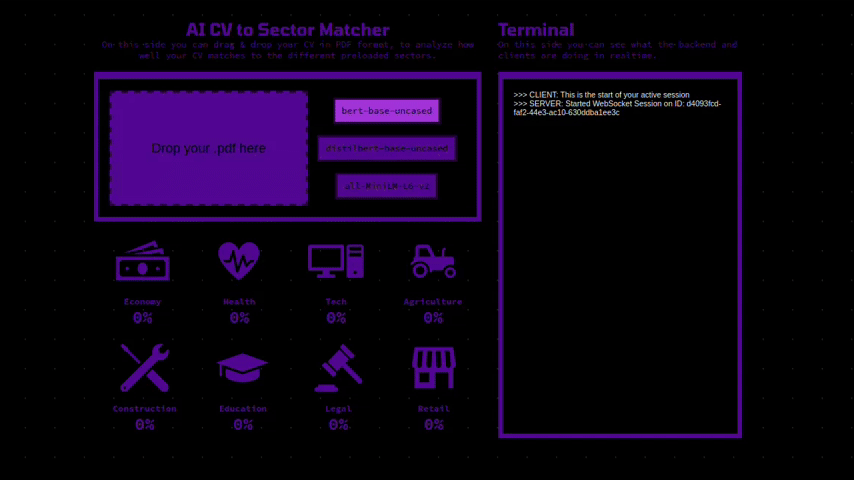 AI CV to Sector Matcher
On this side you can drag & drop your CV in PDF format, to analyze how
well your CV matches to the different preloaded sectors.
Drop your .pdf here
bert-base-uncased
distilbert-base-uncased
all-MiniLM-L6-v2
Economy
0%
Health
0%
Tech
0%
Agriculture
0%
Construction
0%
Education
0%
Legal
0%
Retail
0%
Terminal
On this side you can see what the backend and
clients are doing in realtime.
>>> CLIENT: This is the start of your active session
>>> SERVER: Started WebSocket Session on ID: d4093fcd-
faf2-44e3-ac10-630ddba1ee3c